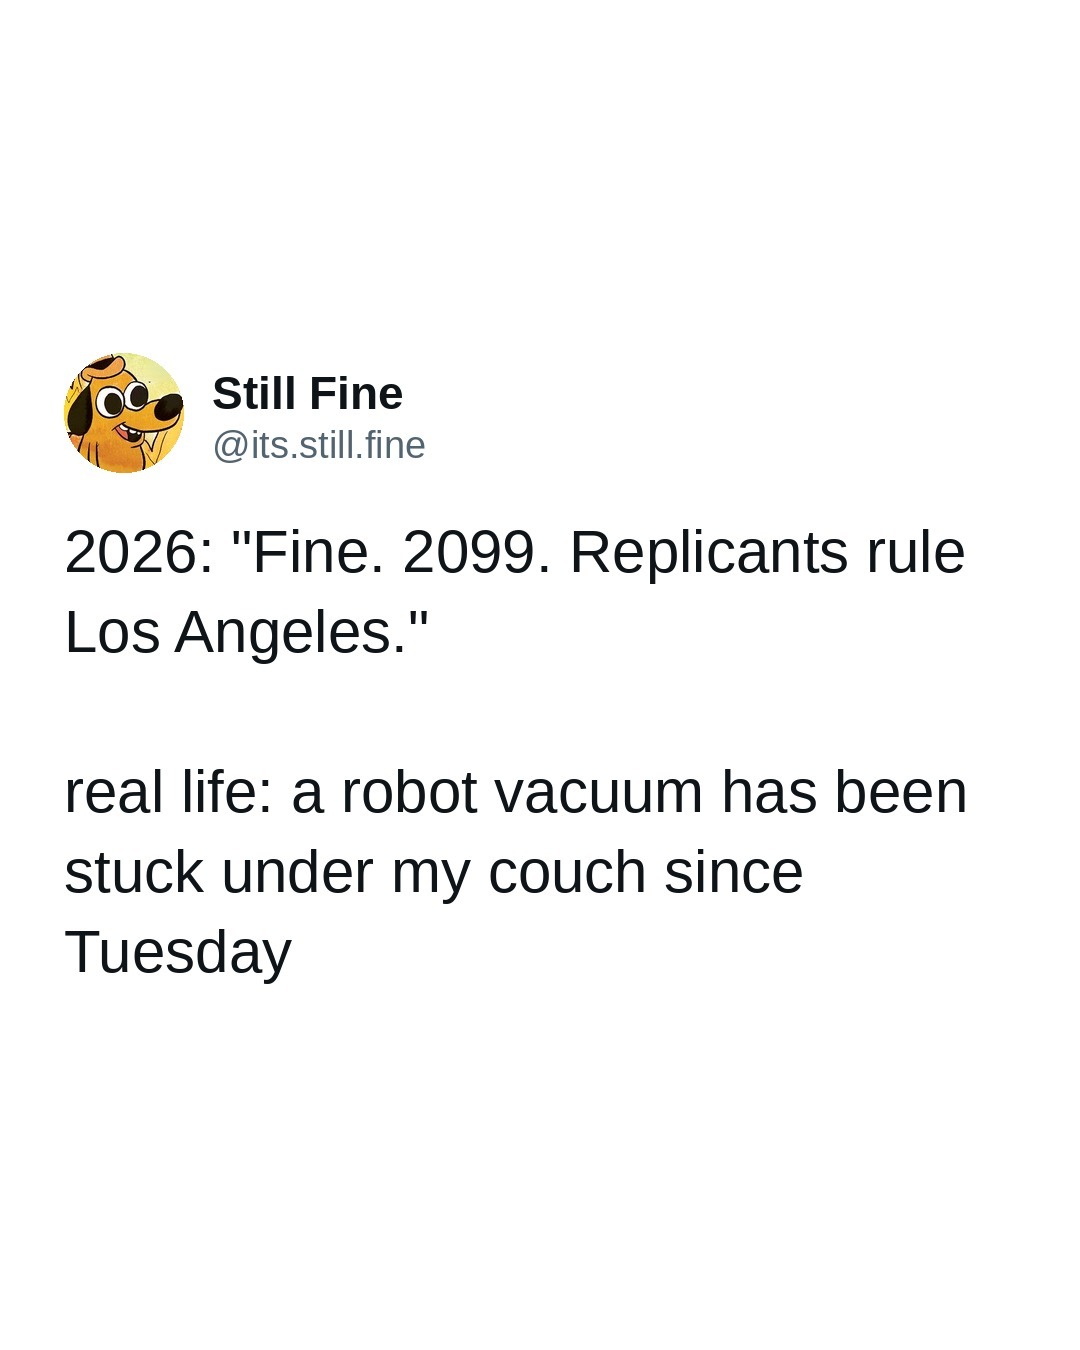 Still Fine
@its.still.fine
2026: "Fine. 2099. Replicants rule
Los Angeles."
real life: a robot vacuum has been
stuck under my couch since
Tuesday